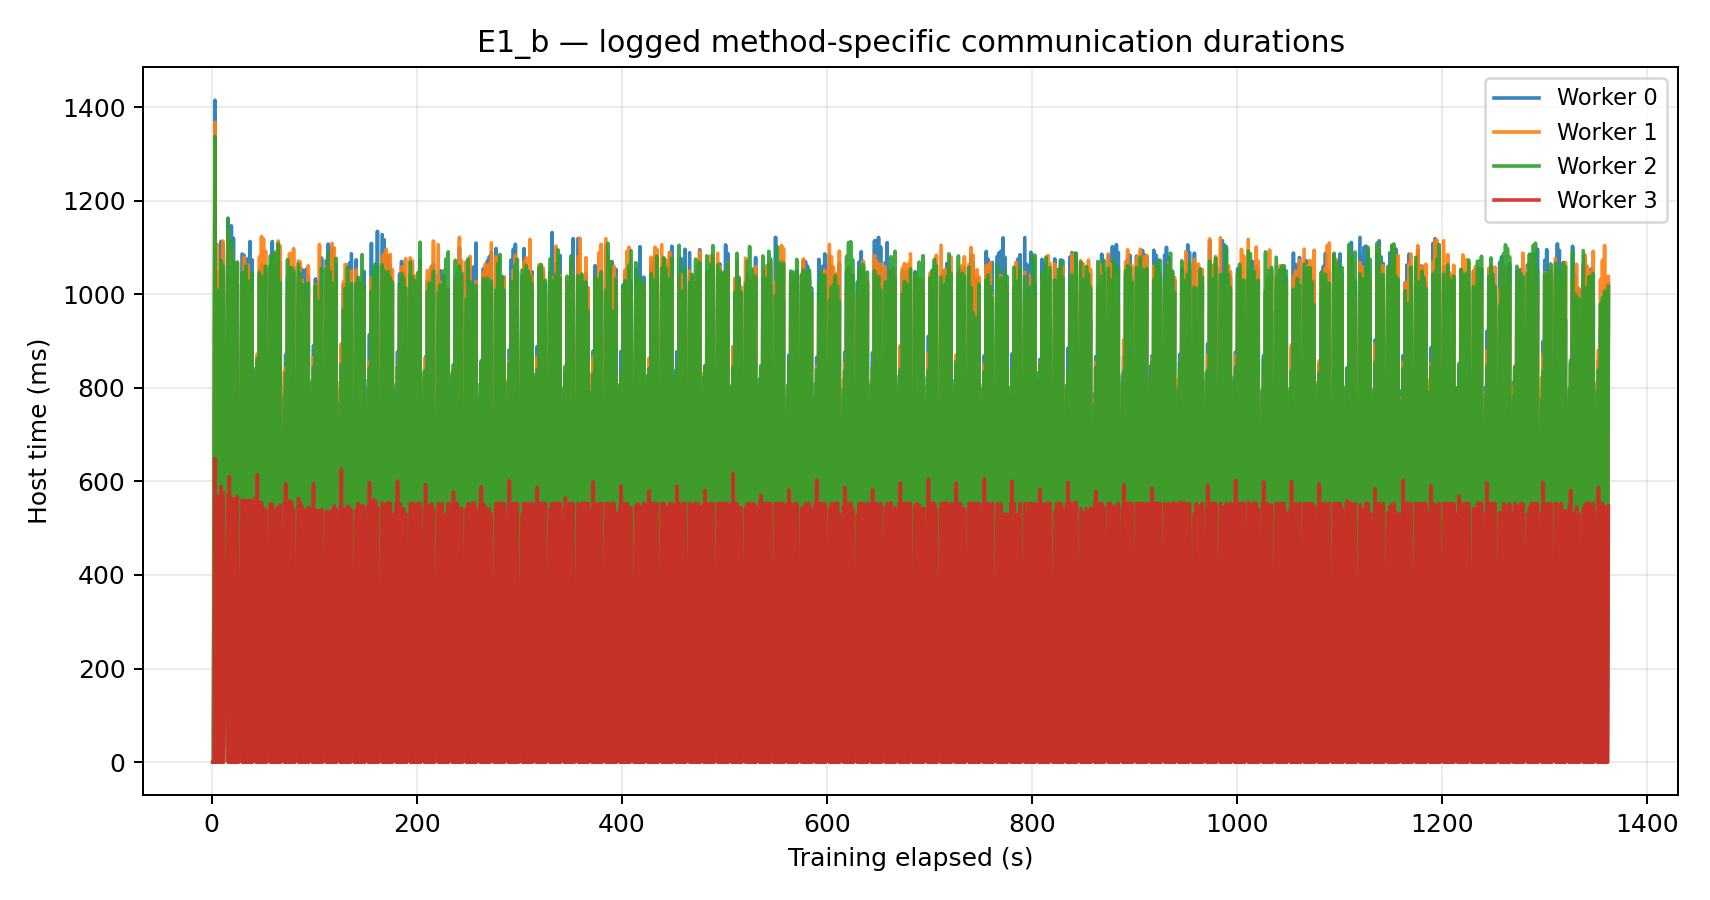 E1_b — logged method-specific communication durations
Worker 0
Worker 1
Worker 2
Worker 3
Host time (ms)
1400
1200
1000
800
600
400
200
0
0 200 400 600 800 1000 1200 1400
Training elapsed (s)